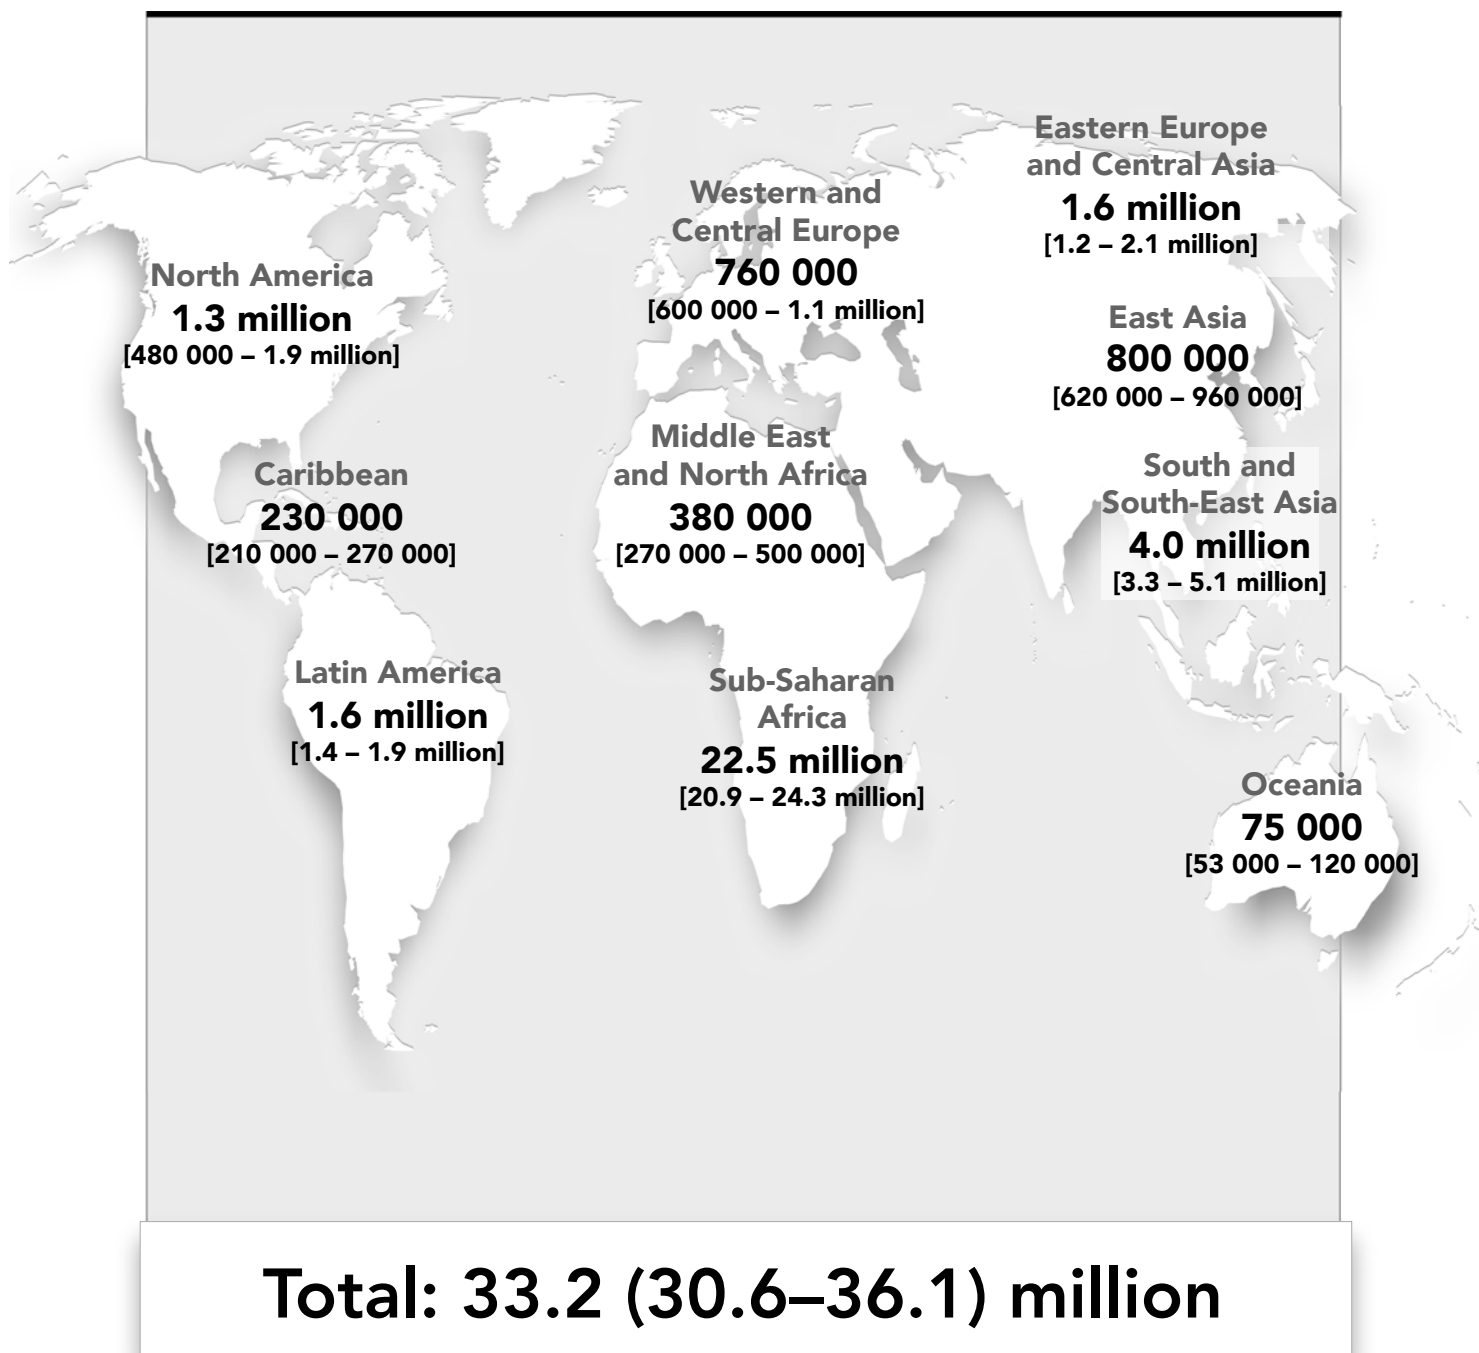 Eastern Europe
and Central Asia
1.6 million
[1.2 – 2.1 million]
Western and
Central Europe
760 000
[600 000 – 1.1 million]
North America
1.3 million
[480 000 – 1.9 million]
East Asia
800 000
[620 000 – 960 000]
Middle East
and North Africa
380 000
[270 000 – 500 000]
Caribbean
230 000
[210 000 – 270 000]
South and
South-East Asia
4.0 million
[3.3 – 5.1 million]
Latin America
1.6 million
[1.4 – 1.9 million]
Sub-Saharan
Africa
22.5 million
[20.9 – 24.3 million]
Oceania
75 000
[53 000 – 120 000]
Total: 33.2 (30.6–36.1) million